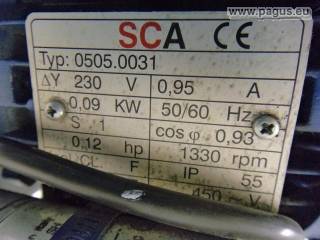 www.pagus.eu
SCA CE
Typ: 0505.0031
ΔY 230 V 0,95 A
0,09 KW 50/60 Hz
S 1 cos φ 0,93
0,12 hp 1330 rpm
CL. F IP 55
450 V